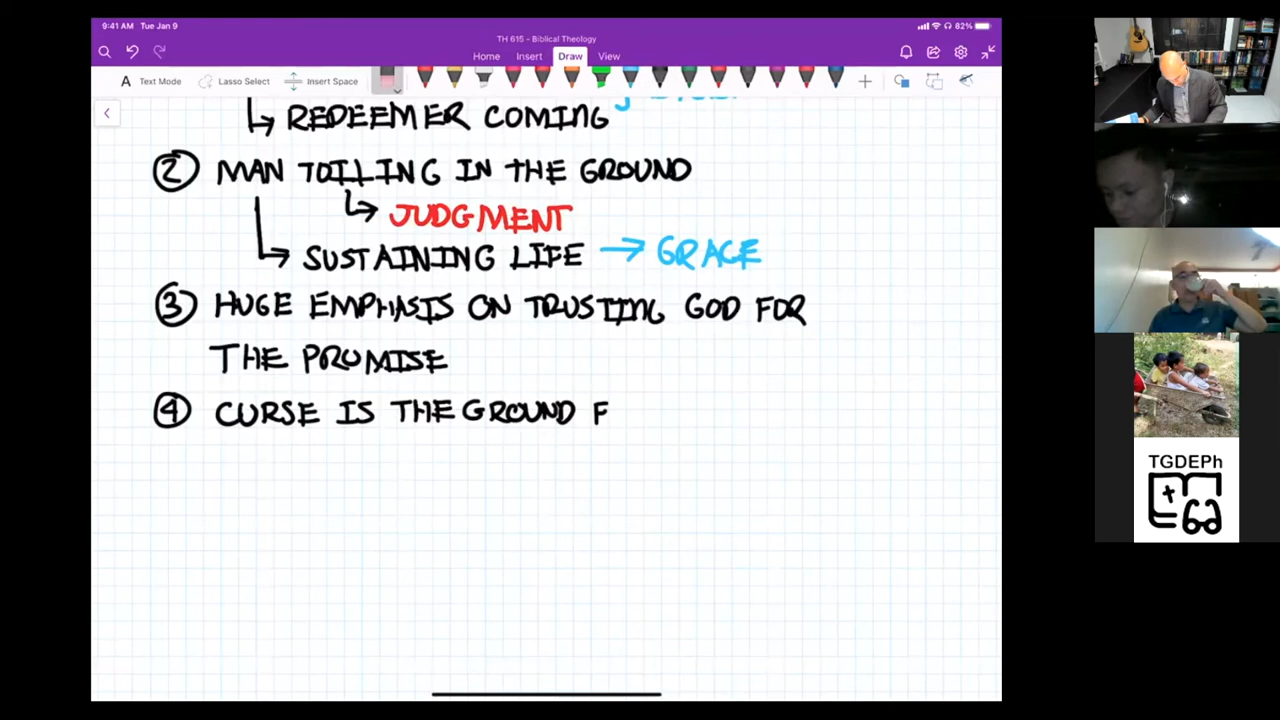 9:41 AM Tue Jan 9
82%
TH 615 - Biblical Theology
Home Insert Draw View
A Text Mode Lasso Select Insert Space
↳ REDEEMER COMING
② MAN TOILING IN THE GROUND
↳ JUDGMENT
↳ SUSTAINING LIFE → GRACE
③ HUGE EMPHASIS ON TRUSTING GOD FOR
THE PROMISE
④ CURSE IS THE GROUND F
TGDEPh